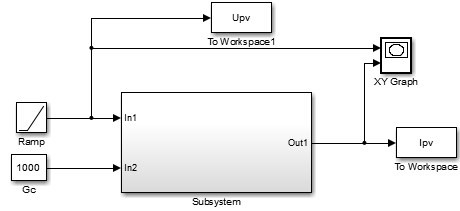 Upv
To Workspace1
XY Graph
Ramp
In1
Out1
Ipv
To Workspace
1000
In2
Gc
Subsystem